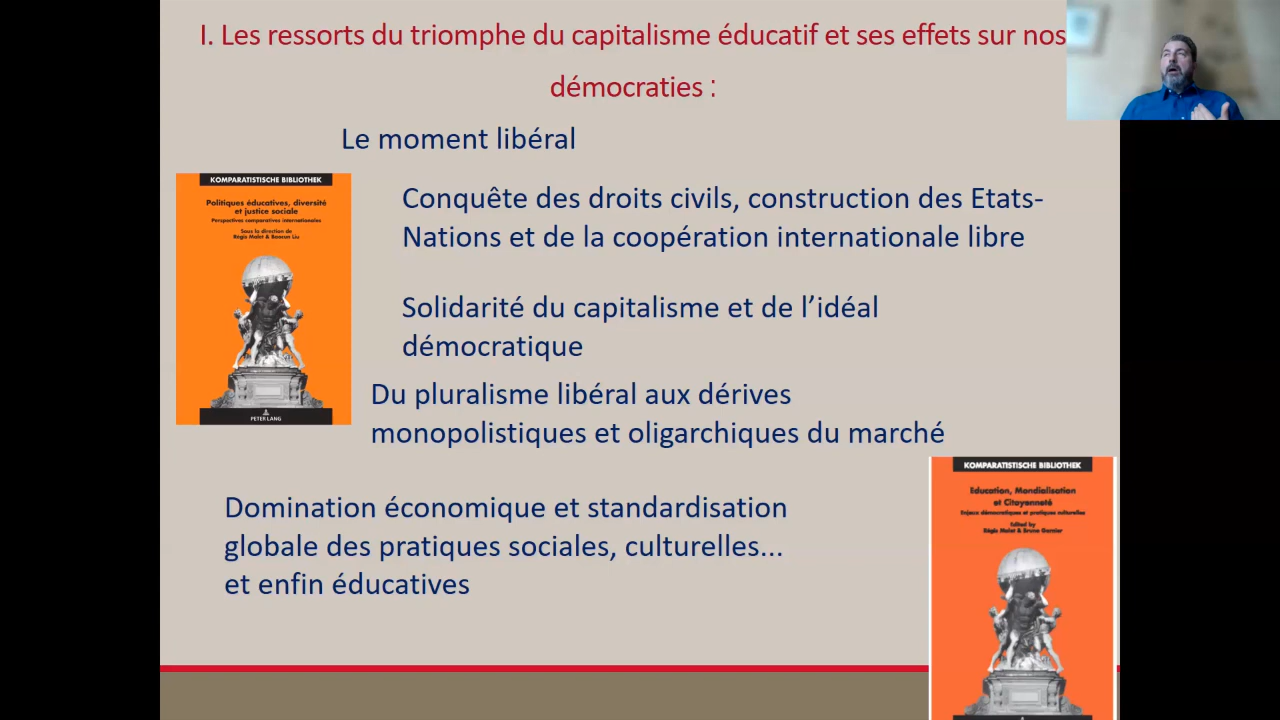 I. Les ressorts du triomphe du capitalisme éducatif et ses effets sur nos
démocraties :
Le moment libéral
Conquête des droits civils, construction des Etats-
Nations et de la coopération internationale libre
Solidarité du capitalisme et de l’idéal
démocratique
Du pluralisme libéral aux dérives
monopolistiques et oligarchiques du marché
Domination économique et standardisation
globale des pratiques sociales, culturelles...
et enfin éducatives
KOMPARATISTISCHE BIBLIOTHEK
Politiques éducatives, diversité
et justice sociale
Perspectives comparatives internationales
Sous la direction de
Régis Malet & Baorun Liu
PETER LANG
KOMPARATISTISCHE BIBLIOTHEK
Education, Mondialisation
et Citoyenneté
Enjeux démocratiques et pratiques culturelles
Edited by
Régis Malet & Bruno Garnier